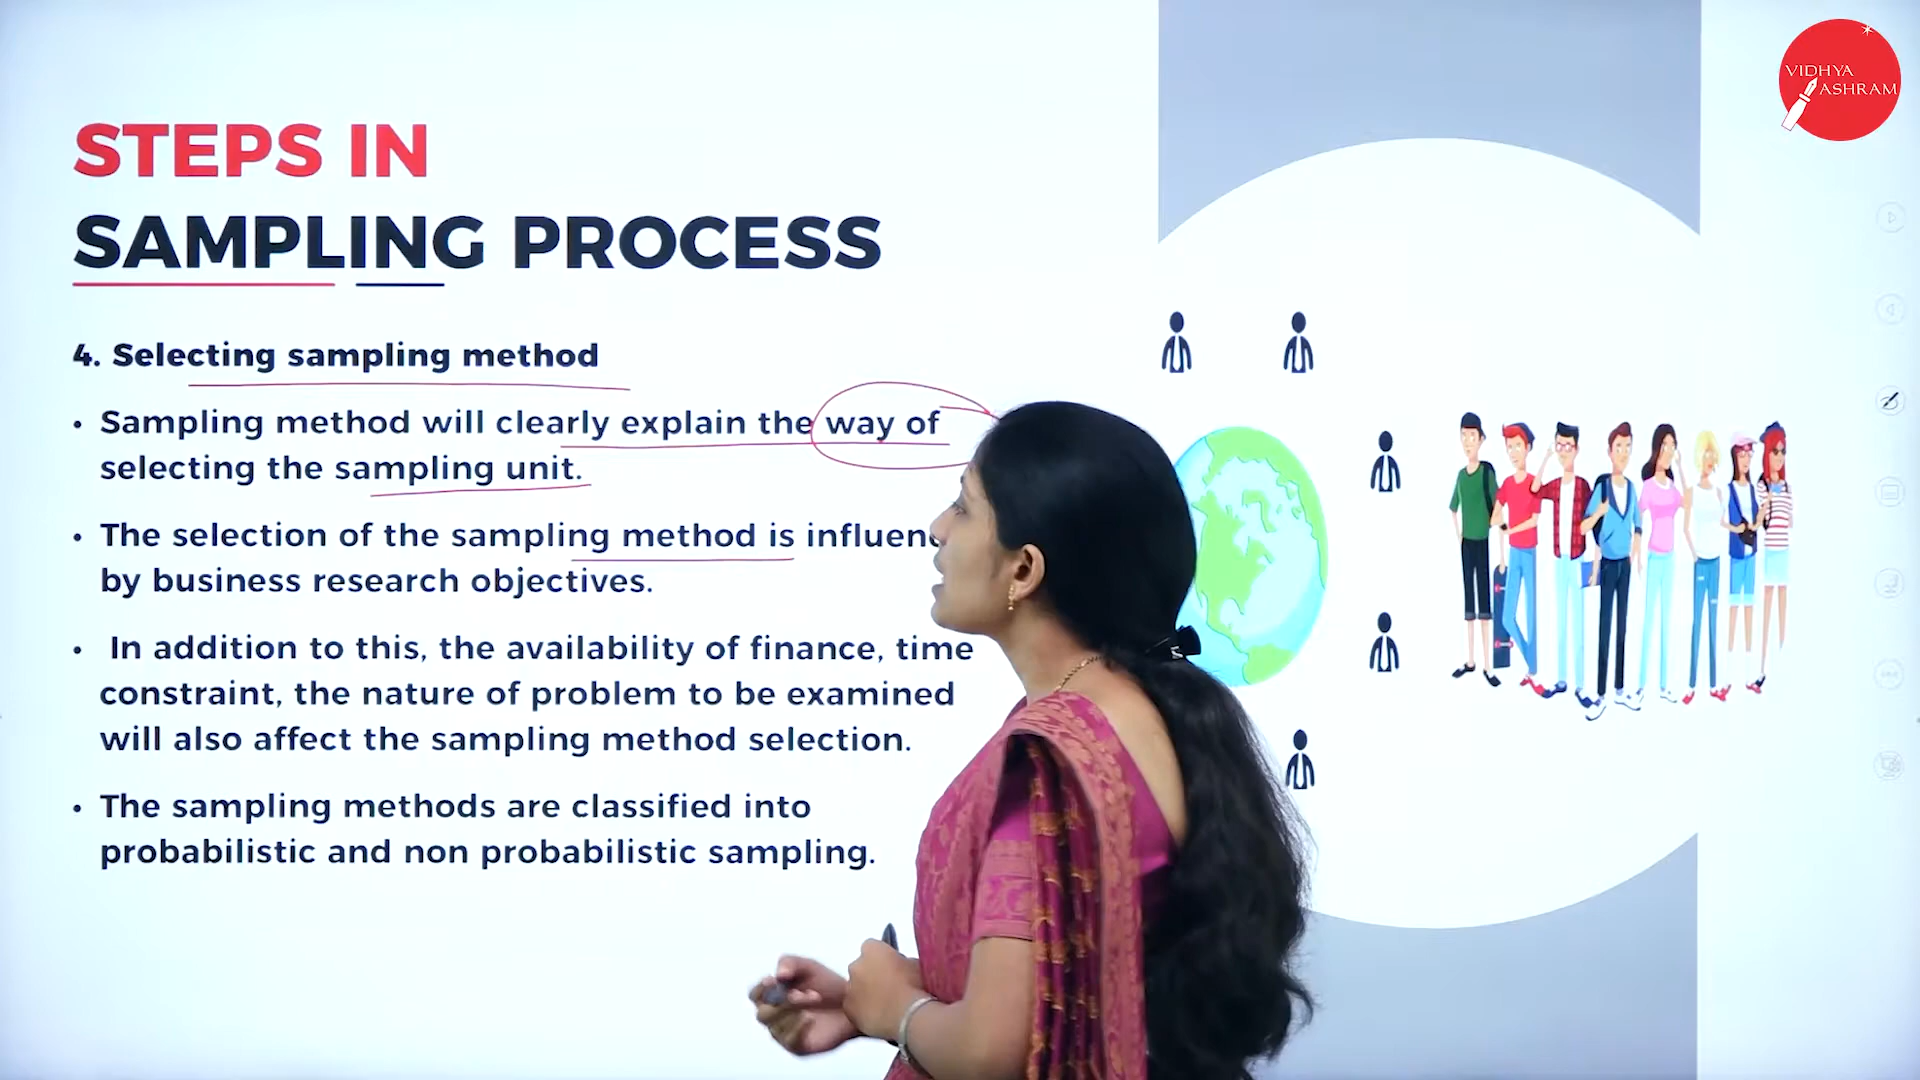 VIDHYA
ASHRAM
STEPS IN
SAMPLING PROCESS
4. Selecting sampling method
• Sampling method will clearly explain the way of
selecting the sampling unit.
• The selection of the sampling method is
by business research objectives.
• In addition to this, the availability of finance, time
constraint, the nature of problem to be examined
will also affect the sampling method selection.
• The sampling methods are classified into
probabilistic and non probabilistic sampling.